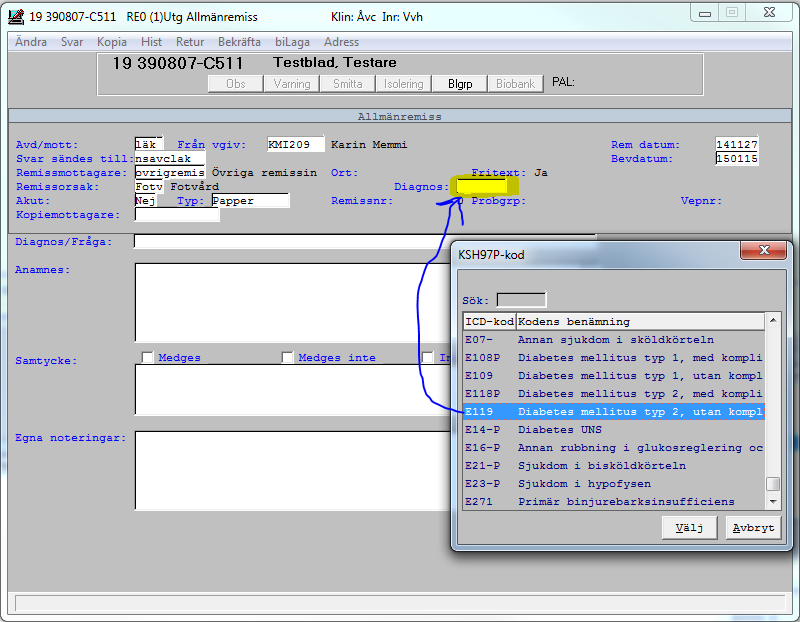 19 390807-C511 RE0 (1)Utg Allmänremiss Klin: Åvc Inr: Vvh
Ändra Svar Kopia Hist Retur Bekräfta biLaga Adress
19 390807-C511 Testblad, Testare
Obs Varning Smitta Isolering Blgrp Biobank PAL:
Allmänremiss
Avd/mott: läk Från vgiv: KMI209 Karin Memmi Rem datum: 141127
Svar sändes till: nsavclak Bevdatum: 150115
Remissmottagare: ovrigremis Övriga remissin Ort: Fritext: Ja
Remissorsak: Fotv Fotvård Diagnos:
Akut: Nej Typ: Papper Remissnr: 0 Probgrp: Vepnr:
Kopiemottagare:
Diagnos/Fråga:
Anamnes:
Samtycke: Medges Medges inte
Egna noteringar:
KSH97P-kod
Sök:
ICD-kod Kodens benämning
E07- Annan sjukdom i sköldkörteln
E108P Diabetes mellitus typ 1, med kompli
E109 Diabetes mellitus typ 1, utan kompl
E118P Diabetes mellitus typ 2, med kompli
E119 Diabetes mellitus typ 2, utan kompl
E14-P Diabetes UNS
E16-P Annan rubbning i glukosreglering oc
E21-P Sjukdom i bisköldkörteln
E23-P Sjukdom i hypofysen
E271 Primär binjurebarksinsufficiens
Välj Avbryt